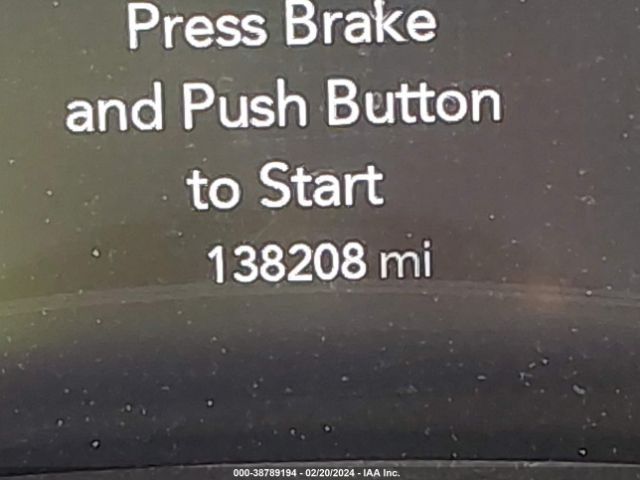 Press Brake
and Push Button
to Start
138208 mi
000-38789194 - 02/20/2024 - IAA Inc.